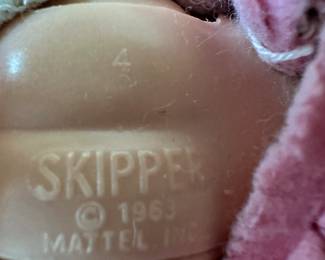 4
SKIPPER
© 1963
MATTEL, INC